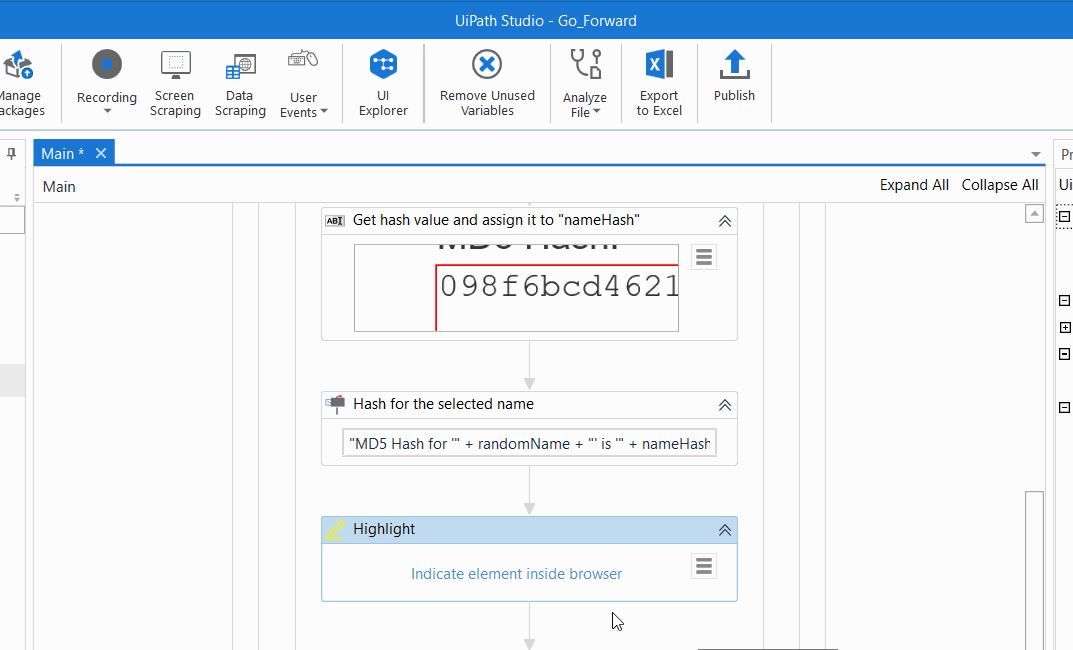 UiPath Studio - Go_Forward
Manage
Packages
Recording
Screen
Scraping
Data
Scraping
User
Events
UI
Explorer
Remove Unused
Variables
Analyze
File
Export
to Excel
Publish
Main *
Pr
Main
Expand All
Collapse All
Ui
Get hash value and assign it to "nameHash"
MD5 Hash:
098f6bcd4621
Hash for the selected name
"MD5 Hash for '" + randomName + "' is '" + nameHash
Highlight
Indicate element inside browser